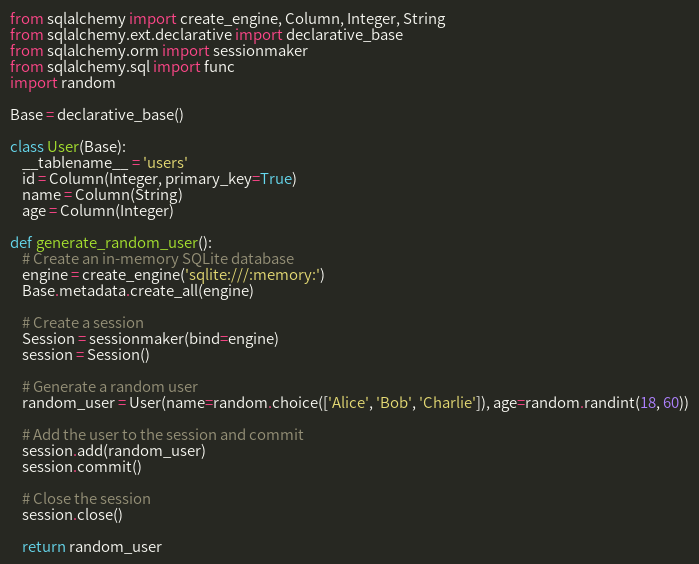 from sqlalchemy import create_engine, Column, Integer, String
from sqlalchemy.ext.declarative import declarative_base
from sqlalchemy.orm import sessionmaker
from sqlalchemy.sql import func
import random

Base = declarative_base()

class User(Base):
    __tablename__ = 'users'
    id = Column(Integer, primary_key=True)
    name = Column(String)
    age = Column(Integer)

def generate_random_user():
    # Create an in-memory SQLite database
    engine = create_engine('sqlite:///:memory:')
    Base.metadata.create_all(engine)

    # Create a session
    Session = sessionmaker(bind=engine)
    session = Session()

    # Generate a random user
    random_user = User(name=random.choice(['Alice', 'Bob', 'Charlie']), age=random.randint(18, 60))

    # Add the user to the session and commit
    session.add(random_user)
    session.commit()

    # Close the session
    session.close()

    return random_user